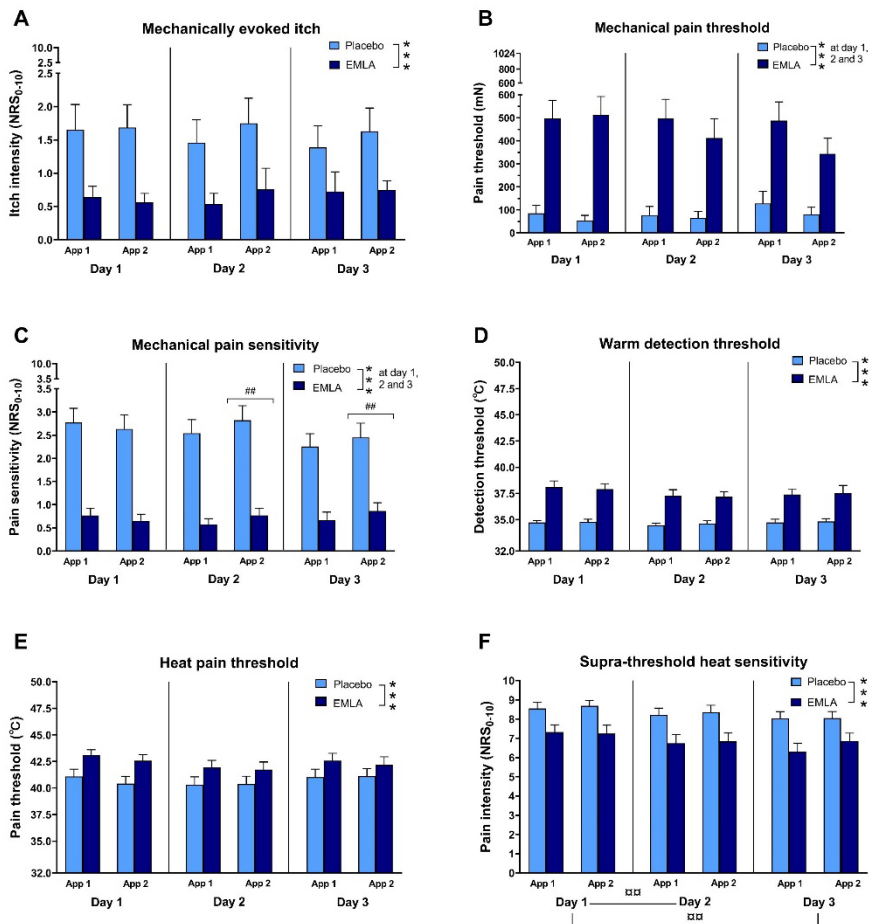 A
Mechanically evoked itch
Placebo
EMLA
***
Itch intensity (NRS0-10)
10.0
2.5
2.0
1.5
1.0
0.5
0.0
App 1 App 2 App 1 App 2 App 1 App 2
Day 1 Day 2 Day 3
B
Mechanical pain threshold
Placebo
EMLA
*** at day 1,
2 and 3
Pain threshold (mN)
1024
800
600
600
500
400
300
200
100
0
App 1 App 2 App 1 App 2 App 1 App 2
Day 1 Day 2 Day 3
C
Mechanical pain sensitivity
Placebo
EMLA
*** at day 1,
2 and 3
Pain sensitivity (NRS0-10)
10.0
3.5
3.5
3.0
2.5
2.0
1.5
1.0
0.5
0.0
##
##
App 1 App 2 App 1 App 2 App 1 App 2
Day 1 Day 2 Day 3
D
Warm detection threshold
Placebo
EMLA
***
Detection threshold (°C)
50.0
47.5
45.0
42.5
40.0
37.5
35.0
32.0
App 1 App 2 App 1 App 2 App 1 App 2
Day 1 Day 2 Day 3
E
Heat pain threshold
Placebo
EMLA
***
Pain threshold (°C)
50.0
47.5
45.0
42.5
40.0
37.5
35.0
32.0
App 1 App 2 App 1 App 2 App 1 App 2
Day 1 Day 2 Day 3
F
Supra-threshold heat sensitivity
Placebo
EMLA
***
Pain intensity (NRS0-10)
10
9
8
7
6
5
4
3
2
1
0
App 1 App 2 App 1 App 2 App 1 App 2
Day 1 ¤¤ Day 2 Day 3
¤¤